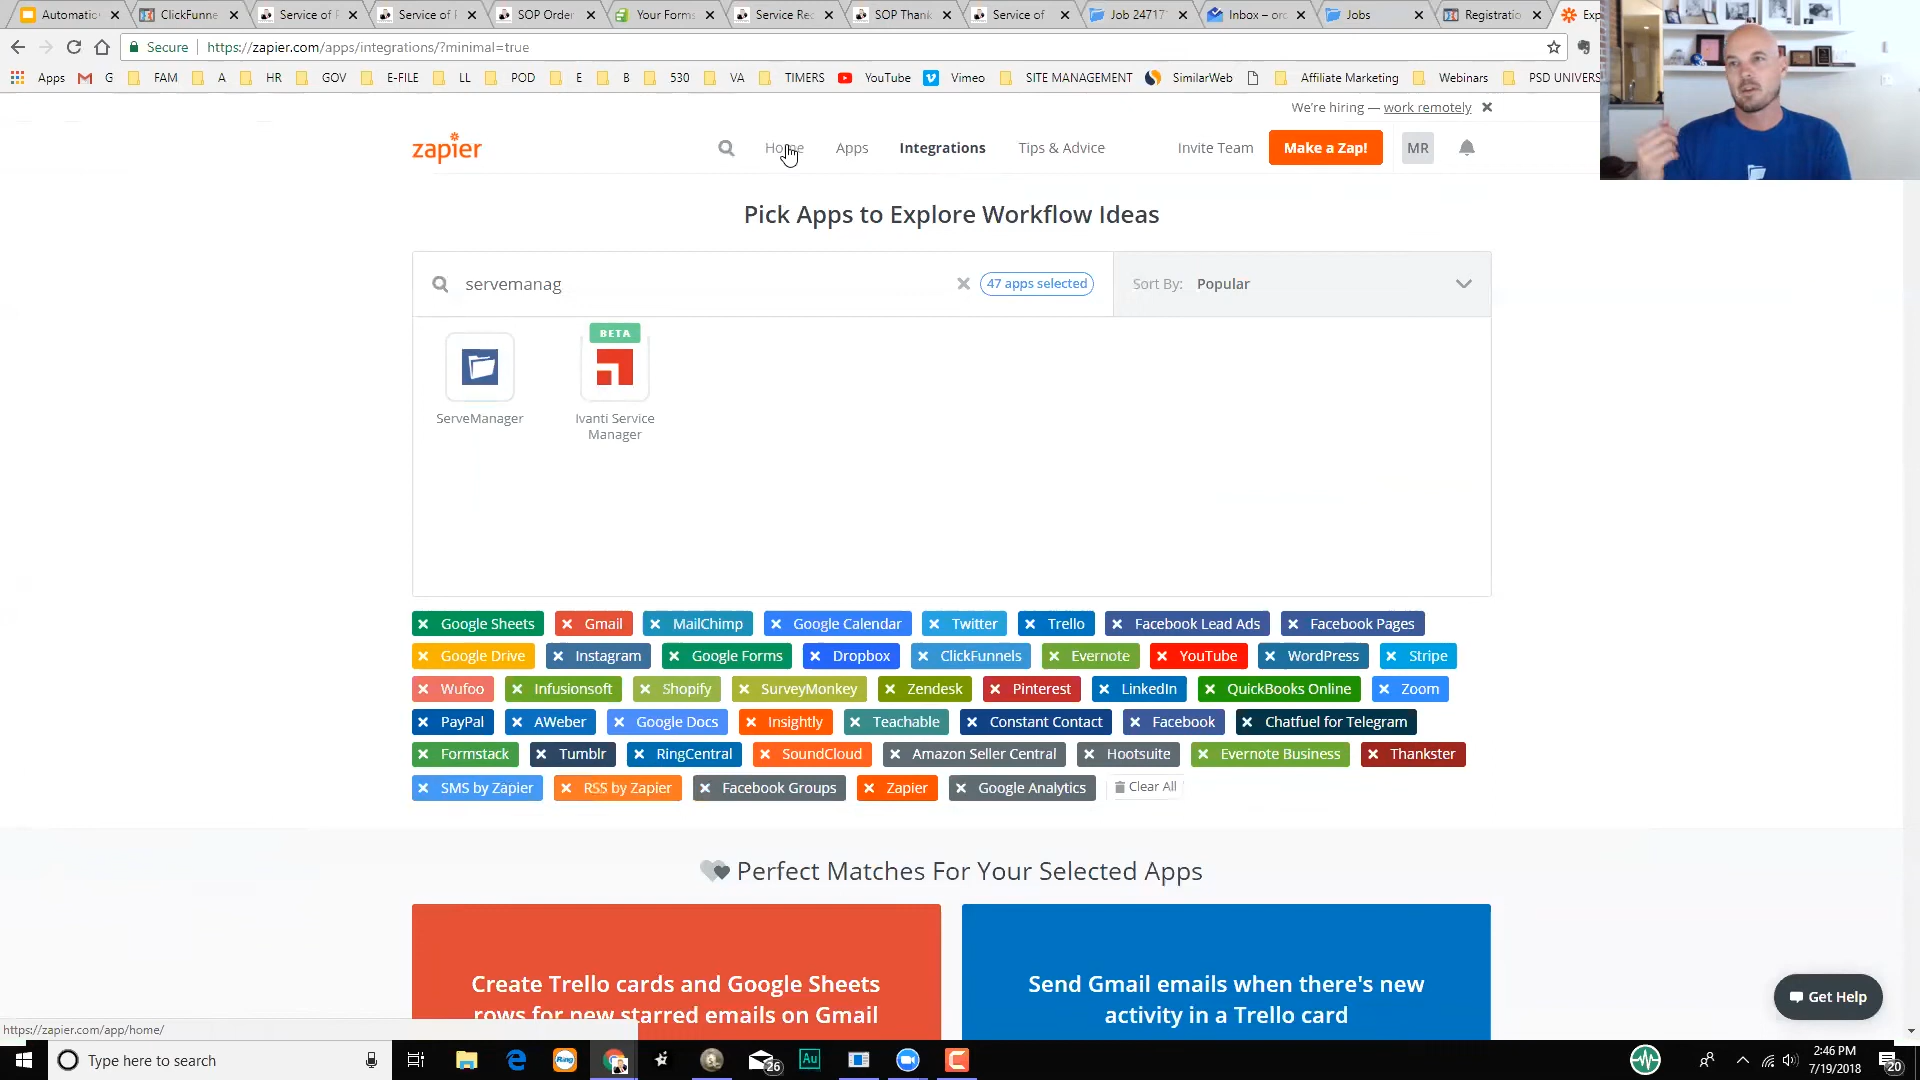 Automatio
ClickFunne
Service of P
Service of P
SOP Order
Your Forms
Service Rec
SOP Thank
Service of
Job 24717
Inbox – orc
Jobs
Registratio
Exp
Secure
https://zapier.com/apps/integrations/?minimal=true
Apps G FAM A HR GOV E-FILE LL POD E B 530 VA TIMERS YouTube Vimeo SITE MANAGEMENT SimilarWeb Affiliate Marketing Webinars PSD UNIVERS
We're hiring — work remotely
zapier
Home Apps Integrations Tips & Advice Invite Team Make a Zap! MR
Pick Apps to Explore Workflow Ideas
servemanag 47 apps selected Sort By: Popular
BETA
ServeManager
Ivanti Service
Manager
Google Sheets Gmail MailChimp Google Calendar Twitter Trello Facebook Lead Ads Facebook Pages
Google Drive Instagram Google Forms Dropbox ClickFunnels Evernote YouTube WordPress Stripe
Wufoo Infusionsoft Shopify SurveyMonkey Zendesk Pinterest LinkedIn QuickBooks Online Zoom
PayPal AWeber Google Docs Insightly Teachable Constant Contact Facebook Chatfuel for Telegram
Formstack Tumblr RingCentral SoundCloud Amazon Seller Central Hootsuite Evernote Business Thankster
SMS by Zapier RSS by Zapier Facebook Groups Zapier Google Analytics Clear All
Perfect Matches For Your Selected Apps
Create Trello cards and Google Sheets
rows for new starred emails on Gmail
Send Gmail emails when there's new
activity in a Trello card
Get Help
https://zapier.com/app/home/
Type here to search
Ring
26
Au
2:46 PM
7/19/2018
20